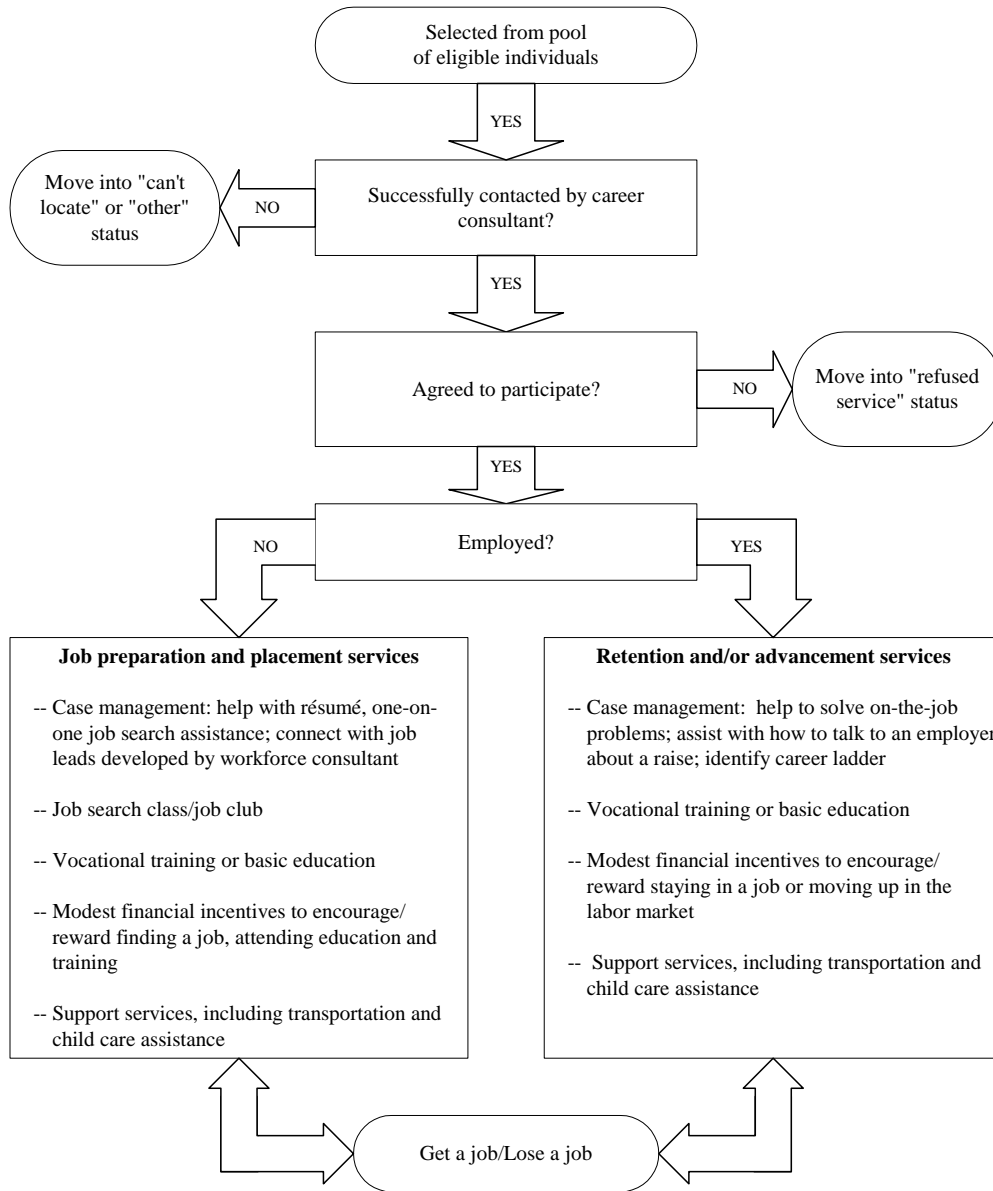 Selected from pool
of eligible individuals
YES
Move into "can't
locate" or "other"
status
NO
Successfully contacted by career
consultant?
YES
Agreed to participate?
NO
Move into "refused
service" status
YES
NO
Employed?
YES
Job preparation and placement services
-- Case management: help with résumé, one-on-
one job search assistance; connect with job
leads developed by workforce consultant
-- Job search class/job club
-- Vocational training or basic education
-- Modest financial incentives to encourage/
reward finding a job, attending education and
training
-- Support services, including transportation and
child care assistance
Retention and/or advancement services
-- Case management:  help to solve on-the-job
problems; assist with how to talk to an employer
about a raise; identify career ladder
-- Vocational training or basic education
-- Modest financial incentives to encourage/
reward staying in a job or moving up in the
labor market
--  Support services, including transportation and
child care assistance
Get a job/Lose a job